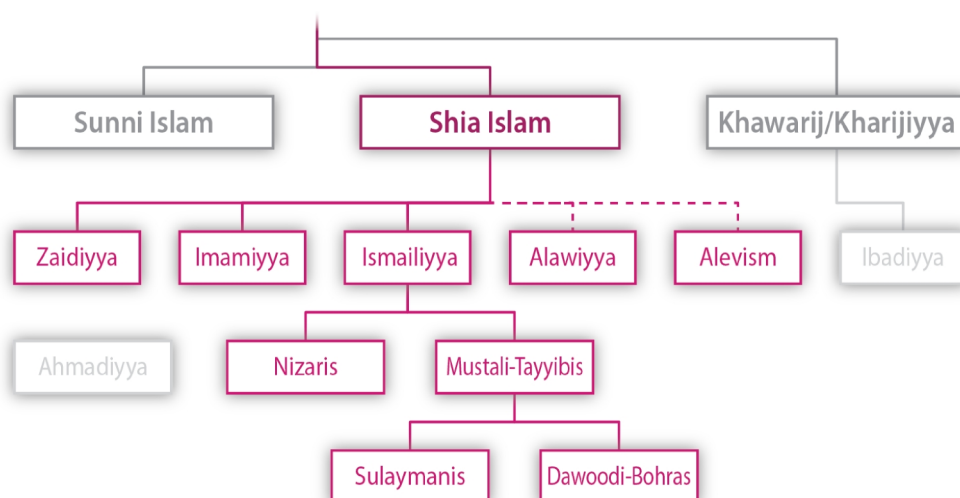 Sunni Islam
Shia Islam
Khawarij/Kharijiyya
Zaidiyya
Imamiyya
Ismailiyya
Alawiyya
Alevism
Ibadiyya
Ahmadiyya
Nizaris
Mustali-Tayyibis
Sulaymanis
Dawoodi-Bohras